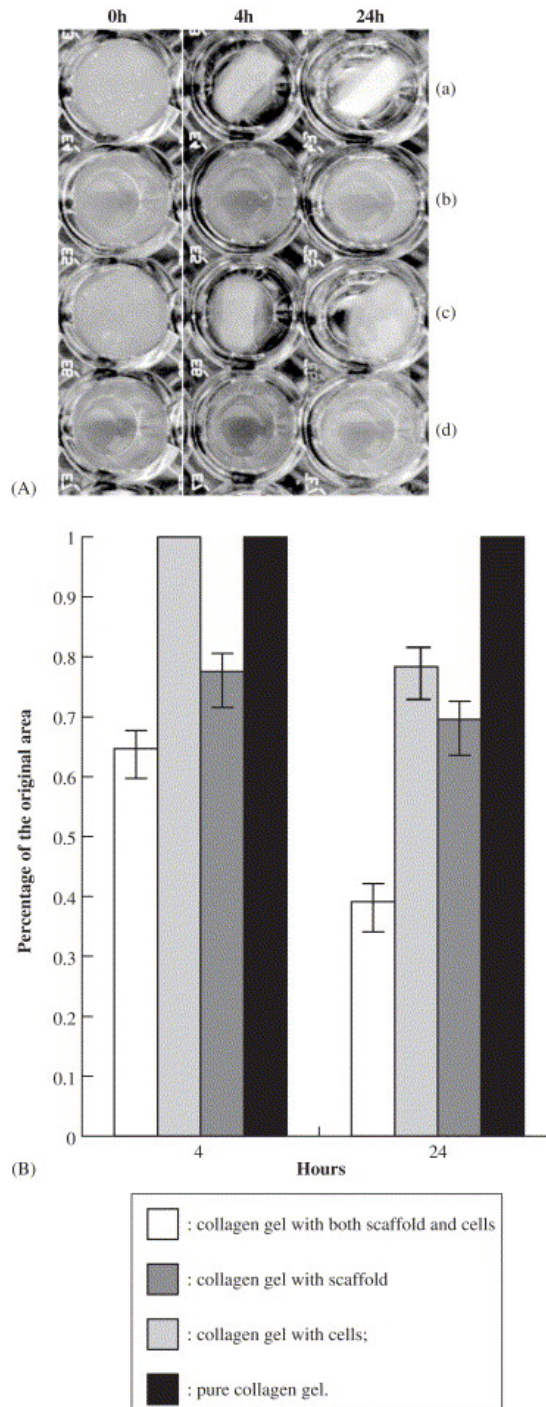 0h 4h 24h
(a)
(b)
(c)
(d)
(A)
1
0.9
0.8
0.7
0.6
0.5
0.4
0.3
0.2
0.1
0
Percentage of the original area
4 24
Hours
(B)
: collagen gel with both scaffold and cells
: collagen gel with scaffold
: collagen gel with cells;
: pure collagen gel.